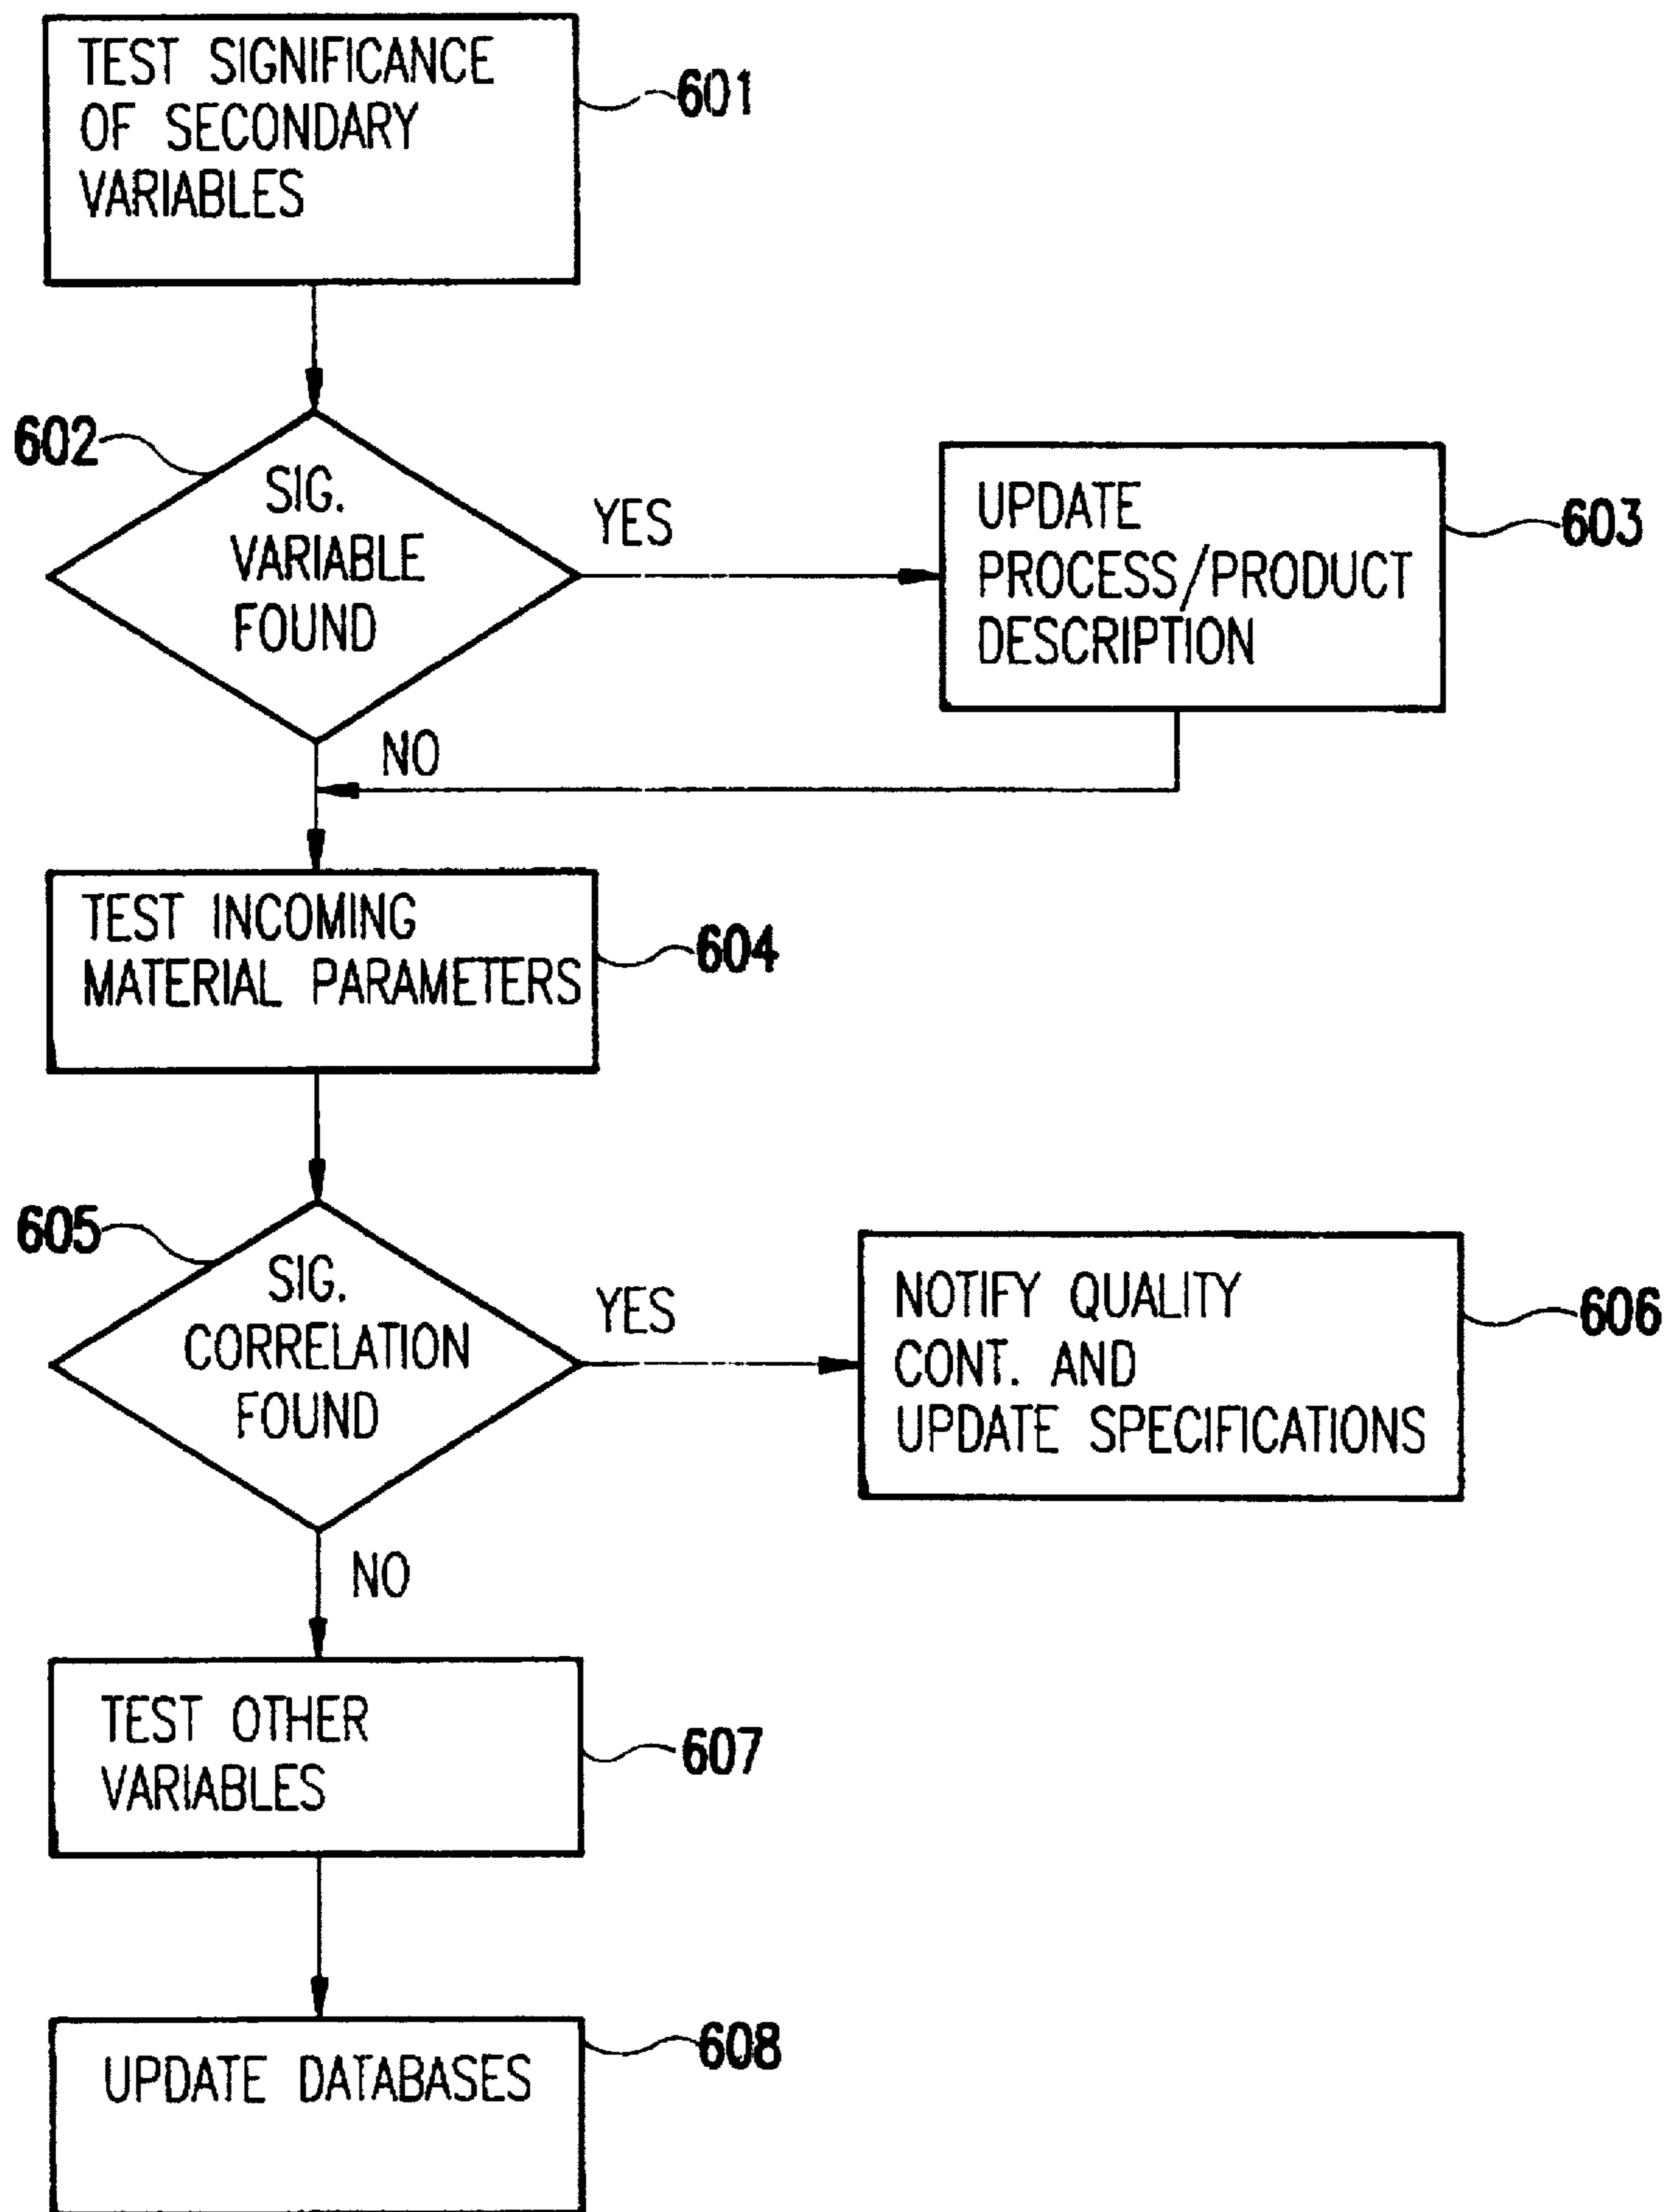 TEST SIGNIFICANCE
OF SECONDARY
VARIABLES
601
602
SIG.
VARIABLE
FOUND
YES
UPDATE
PROCESS/PRODUCT
DESCRIPTION
603
NO
TEST INCOMING
MATERIAL PARAMETERS
604
605
SIG.
CORRELATION
FOUND
YES
NOTIFY QUALITY
CONT. AND
UPDATE SPECIFICATIONS
606
NO
TEST OTHER
VARIABLES
607
UPDATE DATABASES
608